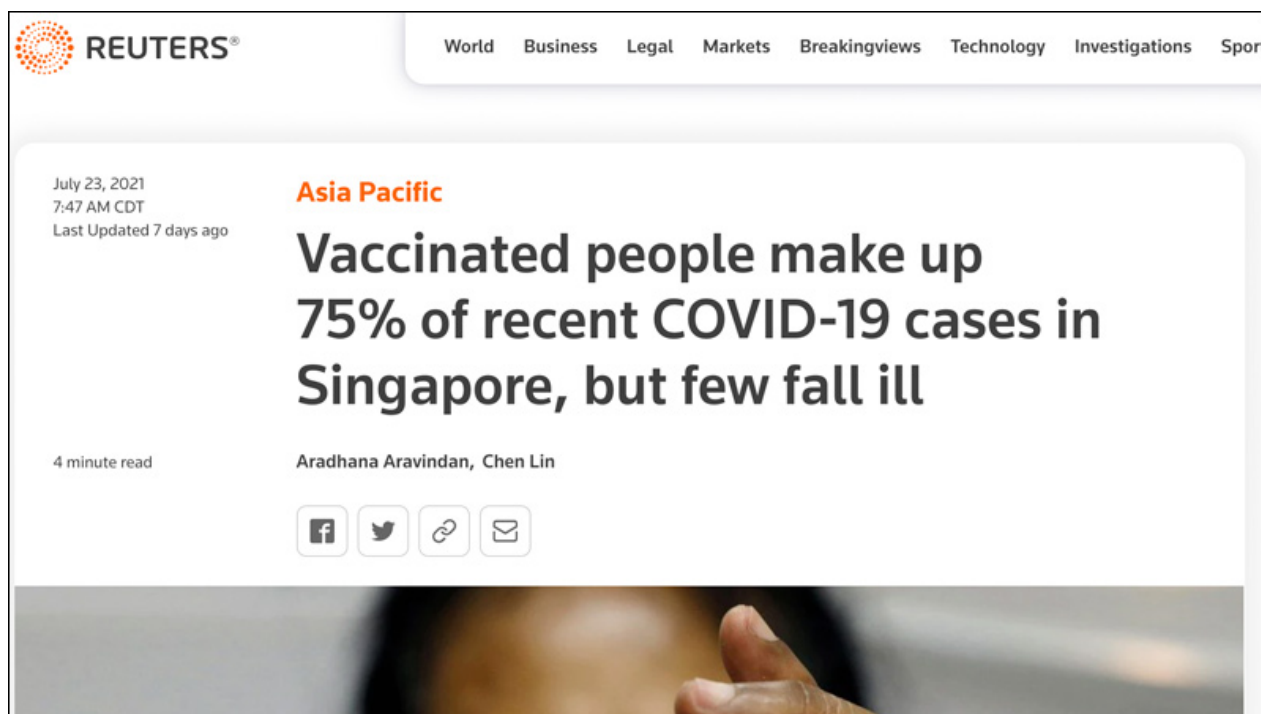 REUTERS®
World Business Legal Markets Breakingviews Technology Investigations Spor
July 23, 2021
7:47 AM CDT
Last Updated 7 days ago
Asia Pacific
Vaccinated people make up
75% of recent COVID-19 cases in
Singapore, but few fall ill
4 minute read
Aradhana Aravindan, Chen Lin